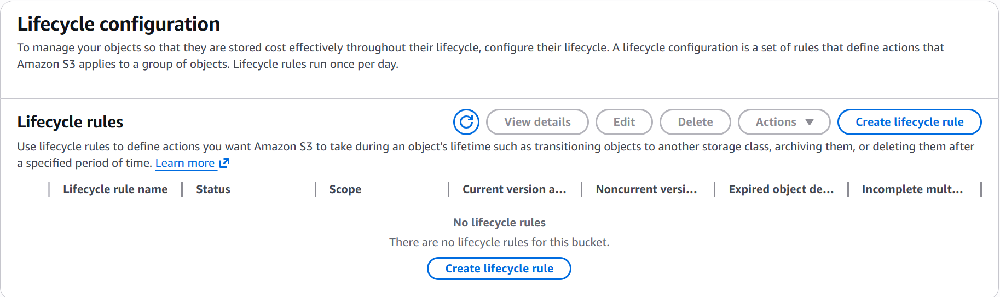 Lifecycle configuration
To manage your objects so that they are stored cost effectively throughout their lifecycle, configure their lifecycle. A lifecycle configuration is a set of rules that define actions that
Amazon S3 applies to a group of objects. Lifecycle rules run once per day.
Lifecycle rules
View details
Edit
Delete
Actions
Create lifecycle rule
Use lifecycle rules to define actions you want Amazon S3 to take during an object's lifetime such as transitioning objects to another storage class, archiving them, or deleting them after
a specified period of time. Learn more
Lifecycle rule name
Status
Scope
Current version a...
Noncurrent versi...
Expired object de...
Incomplete mult...
No lifecycle rules
There are no lifecycle rules for this bucket.
Create lifecycle rule